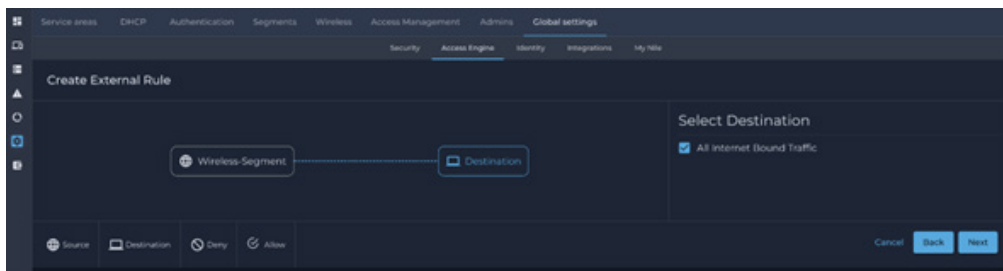 Service areas DHCP Authentication Segments Wireless Access Management Admins Global settings
Security Access Engine Identity Integrations My Nile
Create External Rule
Select Destination
All Internet Bound Traffic
Wireless-Segment Destination
Source Destination Deny Allow Cancel Back Next